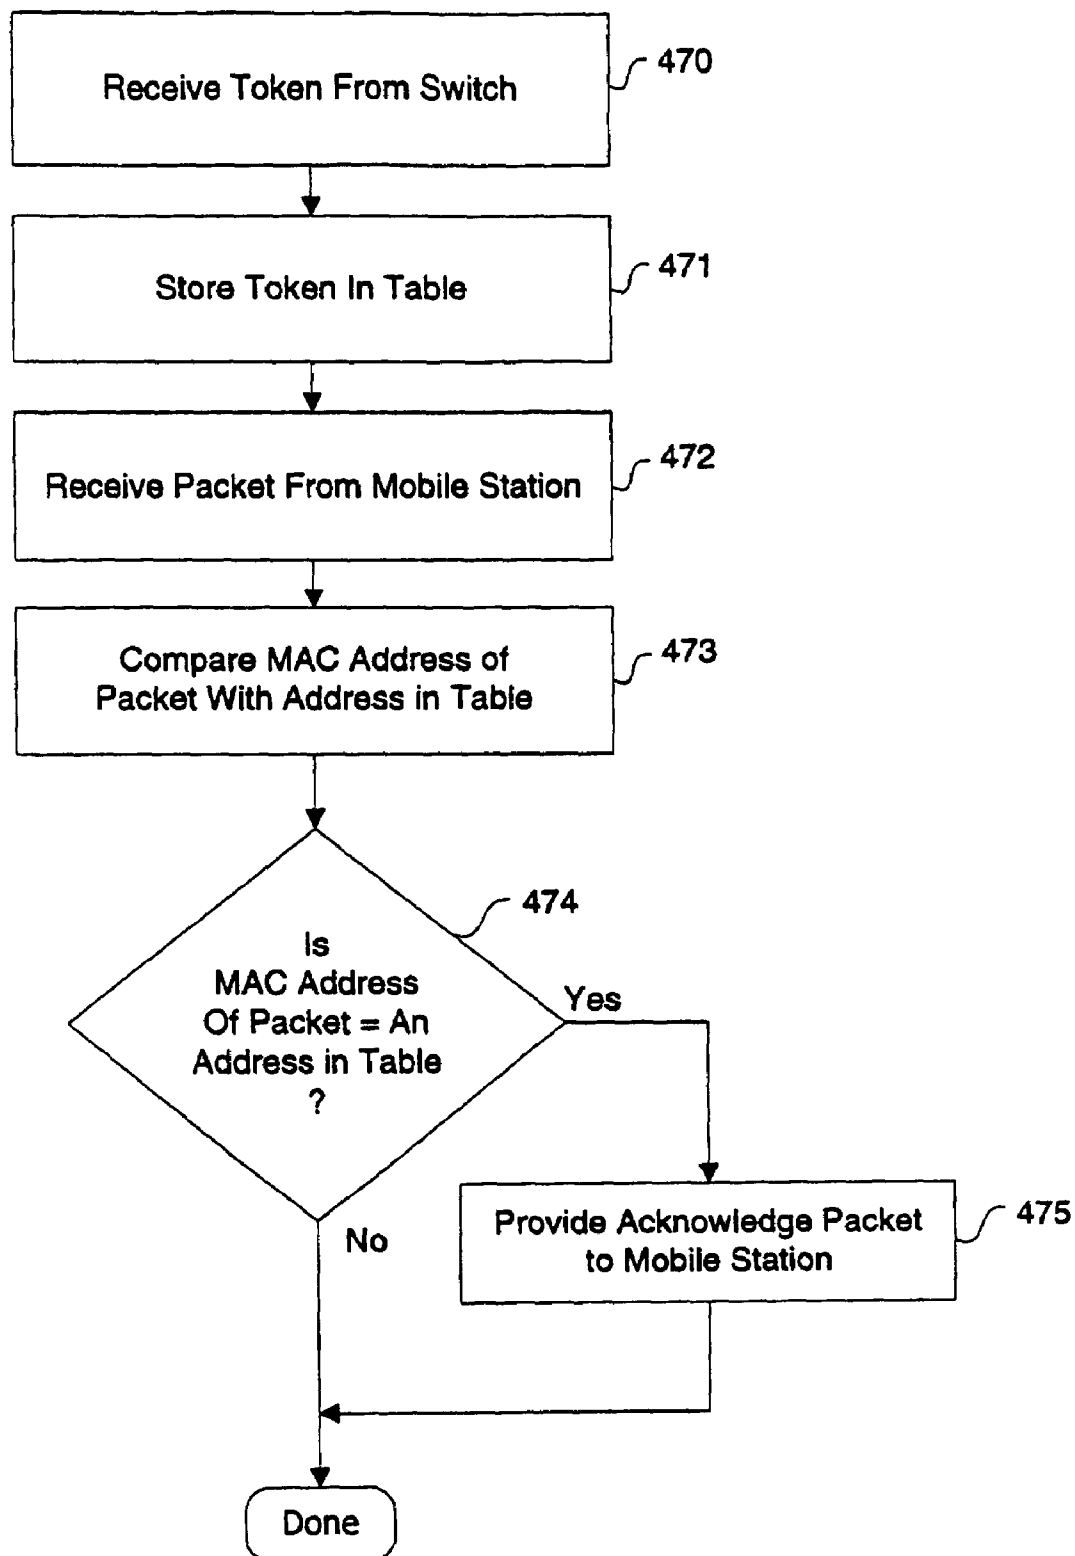 Receive Token From Switch
470
Store Token In Table
471
Receive Packet From Mobile Station
472
Compare MAC Address of
Packet With Address in Table
473
Is
MAC Address
Of Packet = An
Address in Table
?
474
Yes
No
Provide Acknowledge Packet
to Mobile Station
475
Done